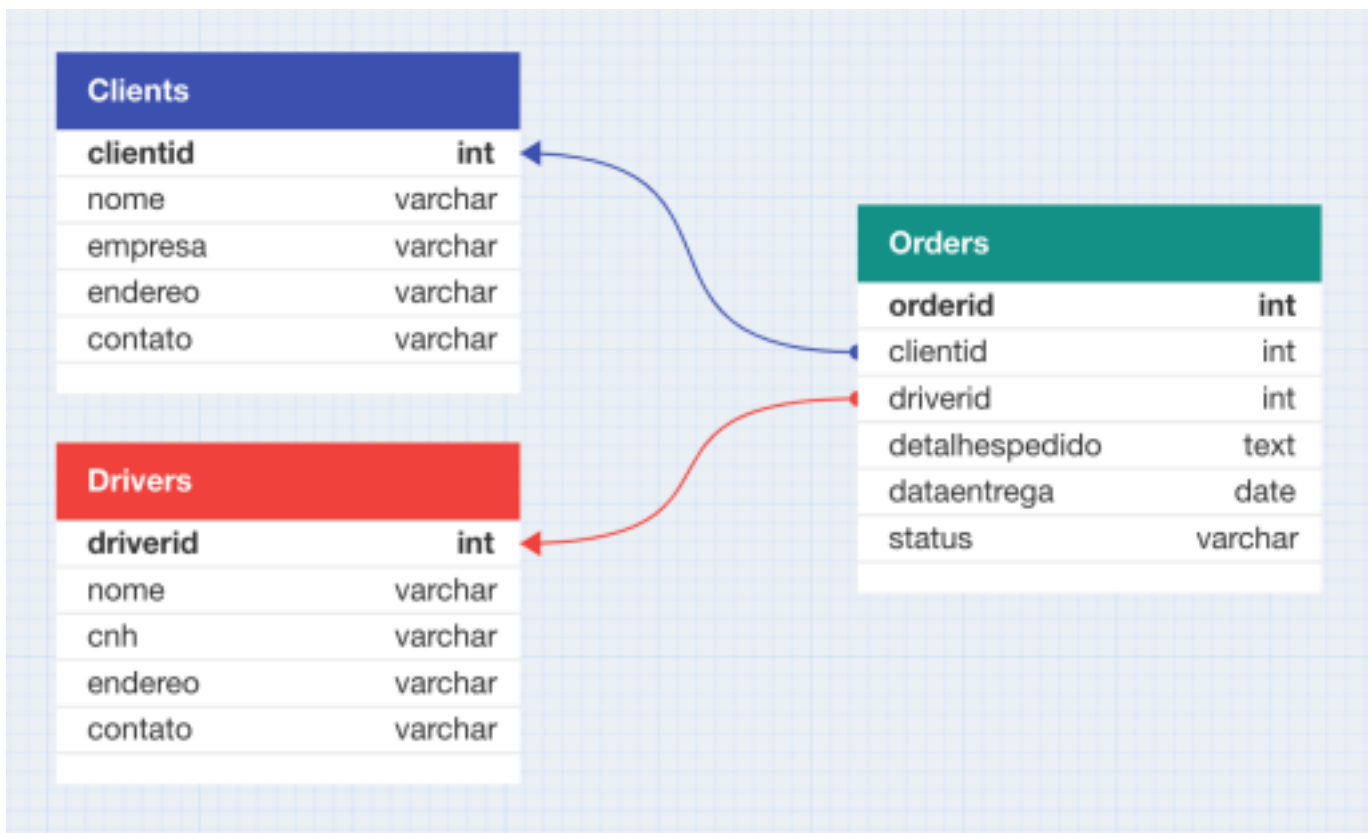 Clients
clientid int
nome varchar
empresa varchar
endereo varchar
contato varchar
Drivers
driverid int
nome varchar
cnh varchar
endereo varchar
contato varchar
Orders
orderid int
clientid int
driverid int
detalhespedido text
dataentrega date
status varchar